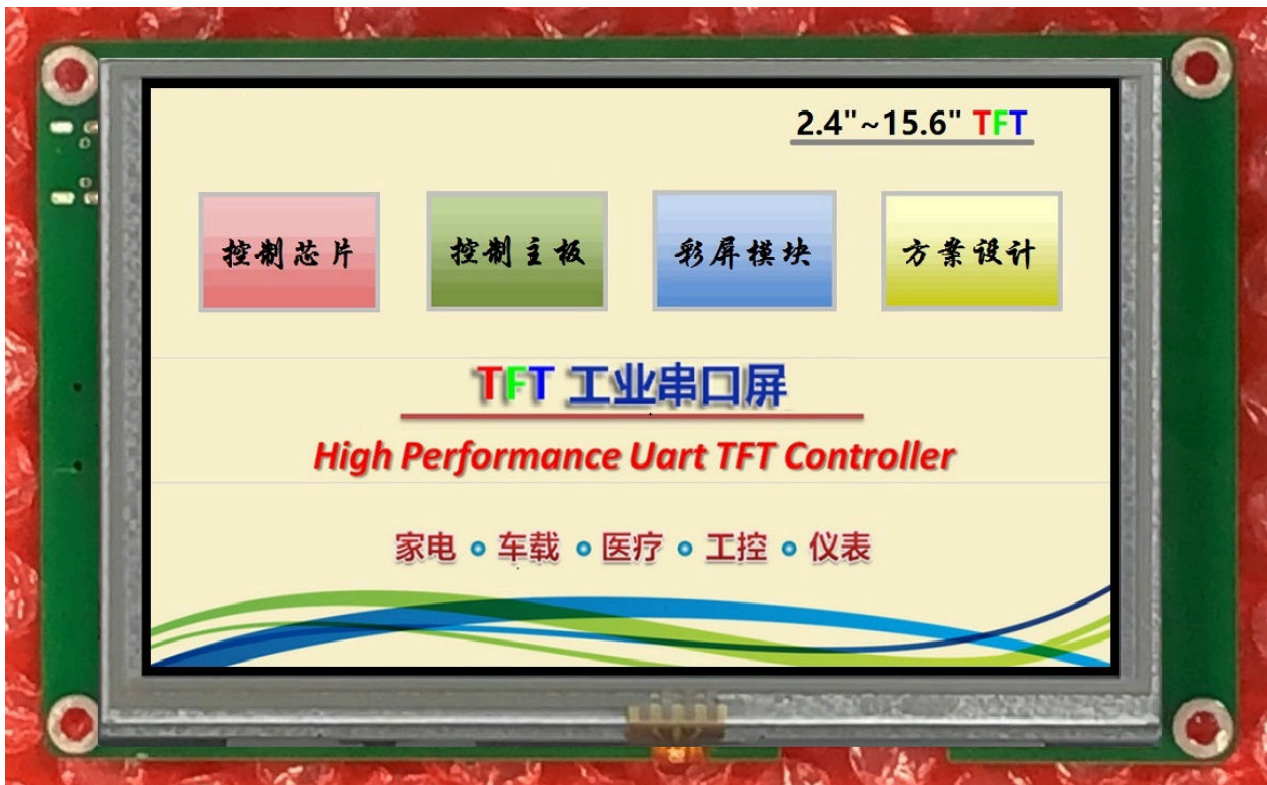 2.4"~15.6" TFT
控制芯片 控制主板 彩屏模块 方案设计
TFT 工业串口屏
High Performance Uart TFT Controller
家电 • 车载 • 医疗 • 工控 • 仪表